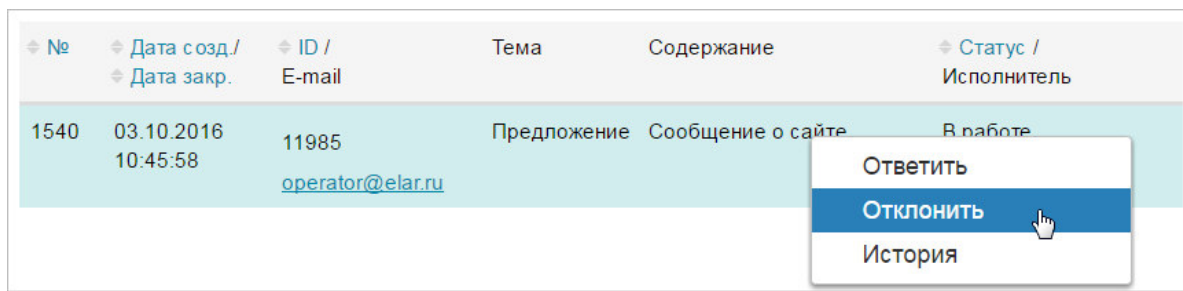 № Дата созд./ ID / Тема Содержание Статус /
Дата закр. E-mail Исполнитель
1540 03.10.2016 11985 Предложение Сообщение о сайте В работе
10:45:58 operator@elar.ru
Ответить
Отклонить
История